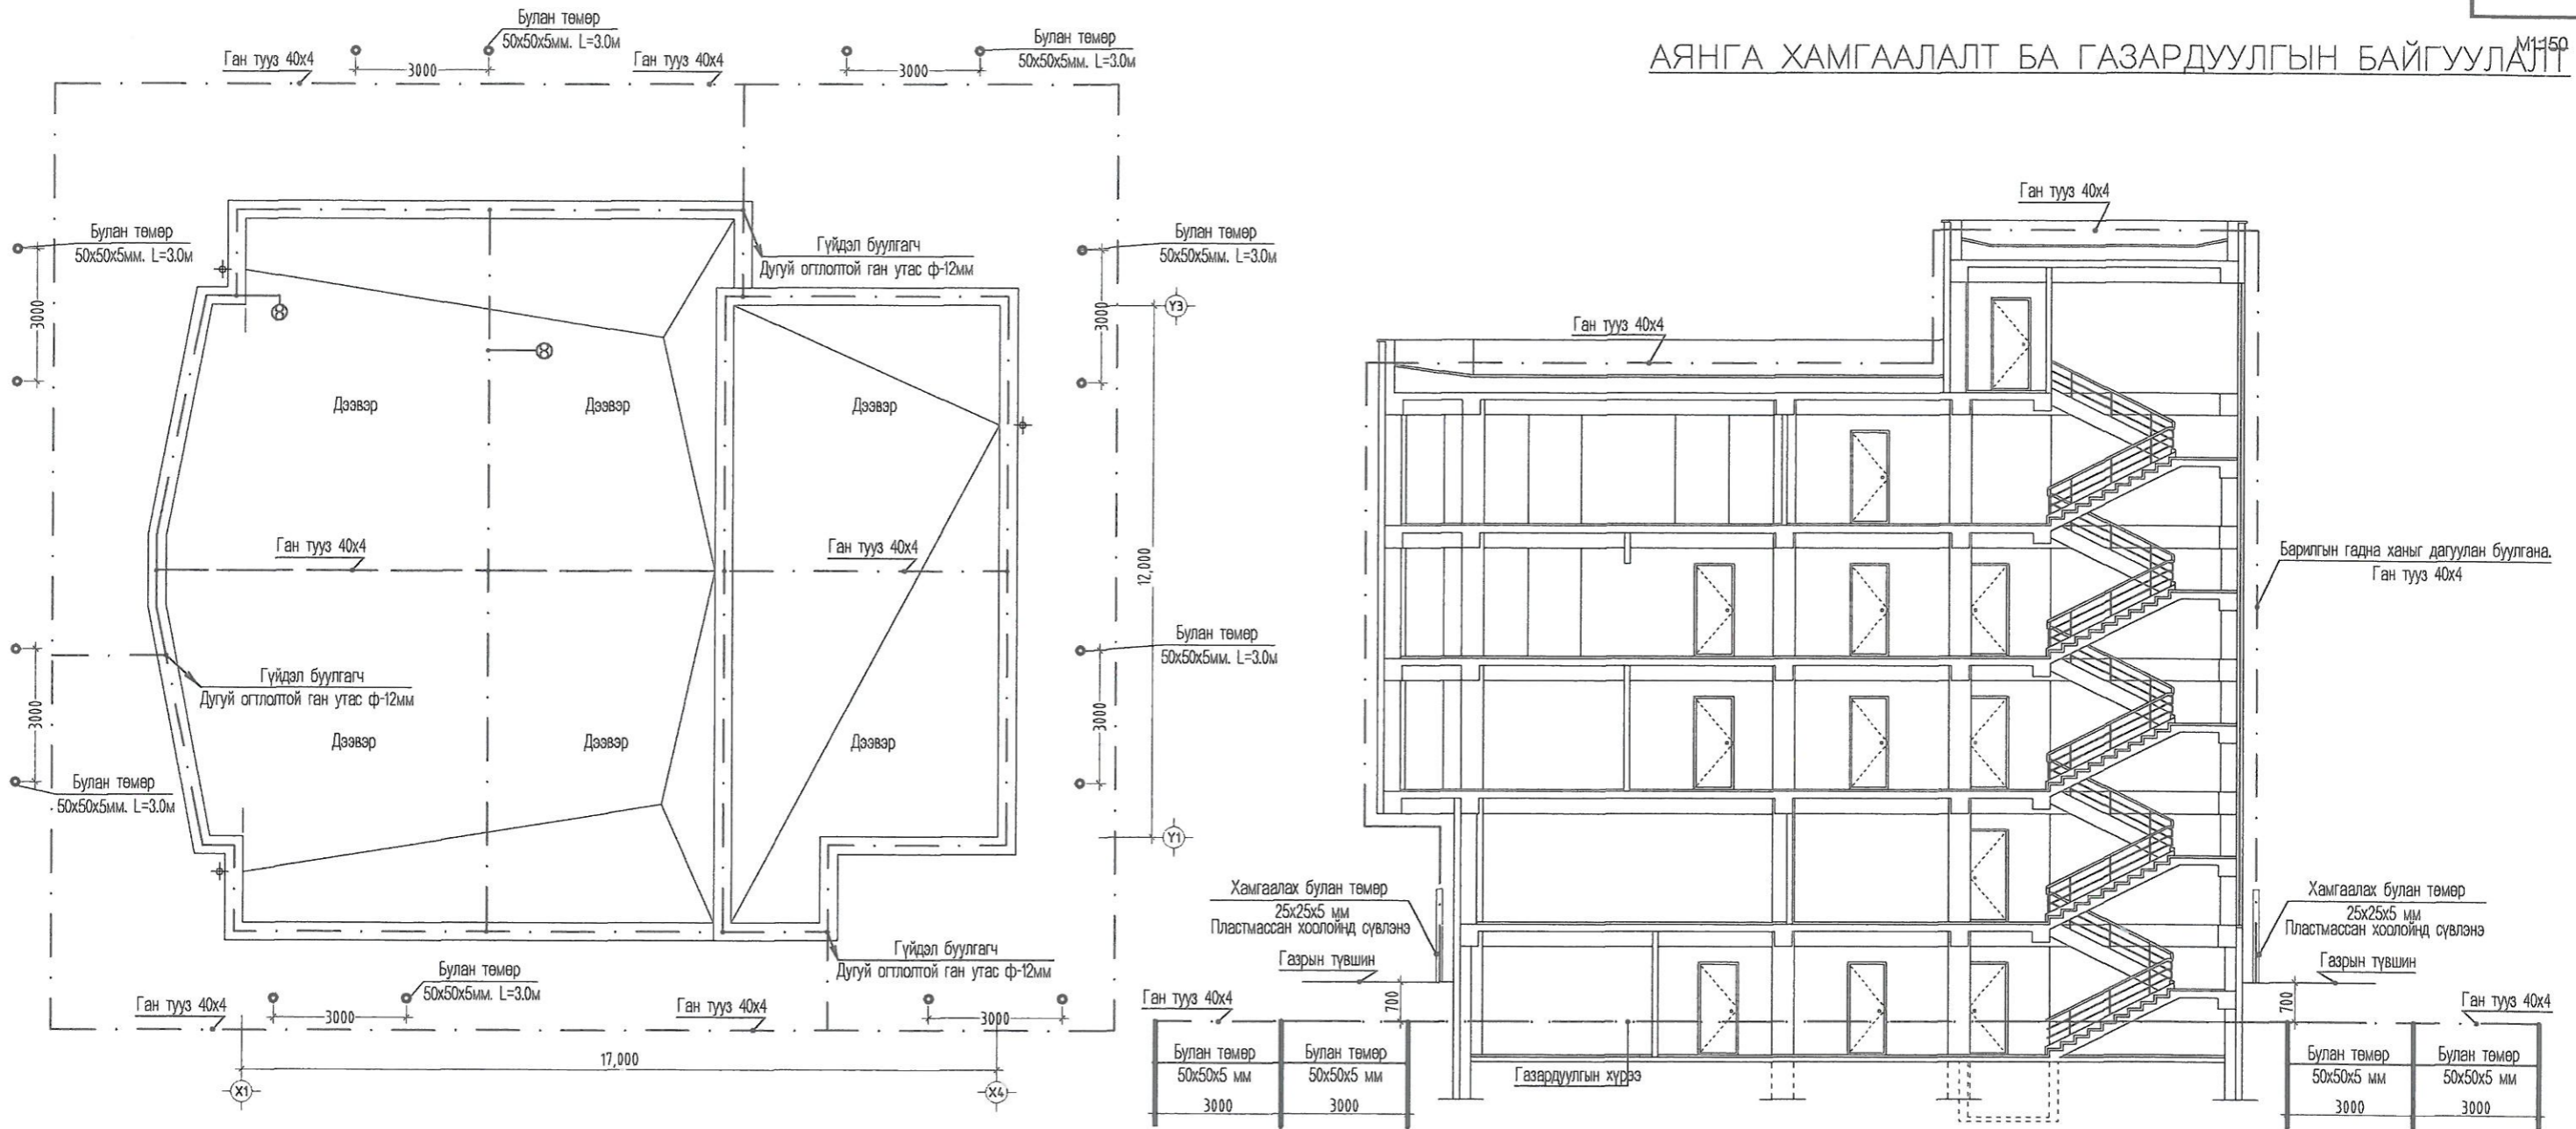 М1:150
АЯНГА ХАМГААЛАЛТ БА ГАЗАРДУУЛГЫН БАЙГУУЛАЛТ
Булан төмөр
50х50х5мм. L=3.0м
Ган тууз 40х4
3000
Ган тууз 40х4
3000
Булан төмөр
50х50х5мм. L=3.0м
Булан төмөр
50х50х5мм. L=3.0м
3000
Гүйдэл буулгагч
Дугуй огтлолтой ган утас ф-12мм
Булан төмөр
50х50х5мм. L=3.0м
3000
Y3
Дээвэр
Дээвэр
Дээвэр
Ган тууз 40х4
Ган тууз 40х4
12,000
Булан төмөр
50х50х5мм. L=3.0м
3000
Гүйдэл буулгагч
Дугуй огтлолтой ган утас ф-12мм
3000
Дээвэр
Дээвэр
Дээвэр
Булан төмөр
50х50х5мм. L=3.0м
Y1
Гүйдэл буулгагч
Дугуй огтлолтой ган утас ф-12мм
Булан төмөр
50х50х5мм. L=3.0м
Ган тууз 40х4
3000
Ган тууз 40х4
3000
17,000
X1
X4
Ган тууз 40х4
Ган тууз 40х4
Барилгын гадна ханыг дагуулан буулгана.
Ган тууз 40х4
Хамгаалах булан төмөр
25х25х5 мм
Пластмассан хоолойнд сүвлэнэ
Газрын түвшин
700
Ган тууз 40х4
Булан төмөр
50х50х5 мм
3000
Булан төмөр
50х50х5 мм
3000
Газардуулгын хүрээ
Хамгаалах булан төмөр
25х25х5 мм
Пластмассан хоолойнд сүвлэнэ
Газрын түвшин
700
Ган тууз 40х4
Булан төмөр
50х50х5 мм
3000
Булан төмөр
50х50х5 мм
3000